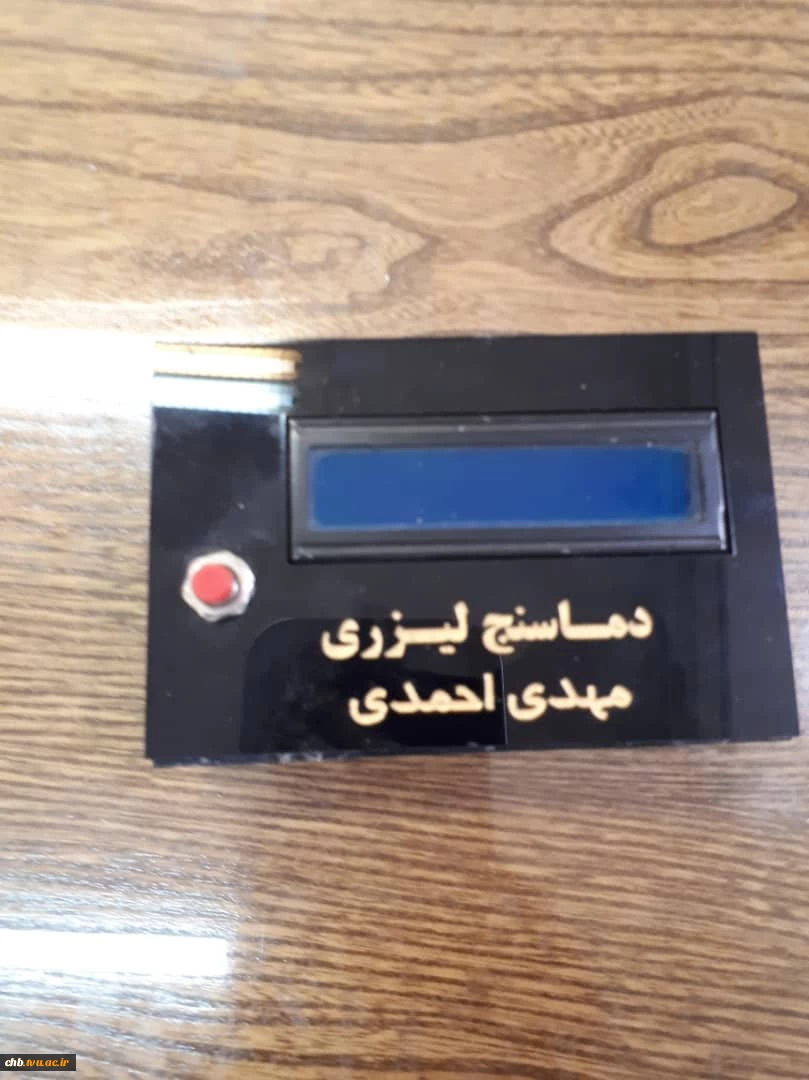 دماسنج لیزری
مهدی احمدی
chb.tvu.ac.ir